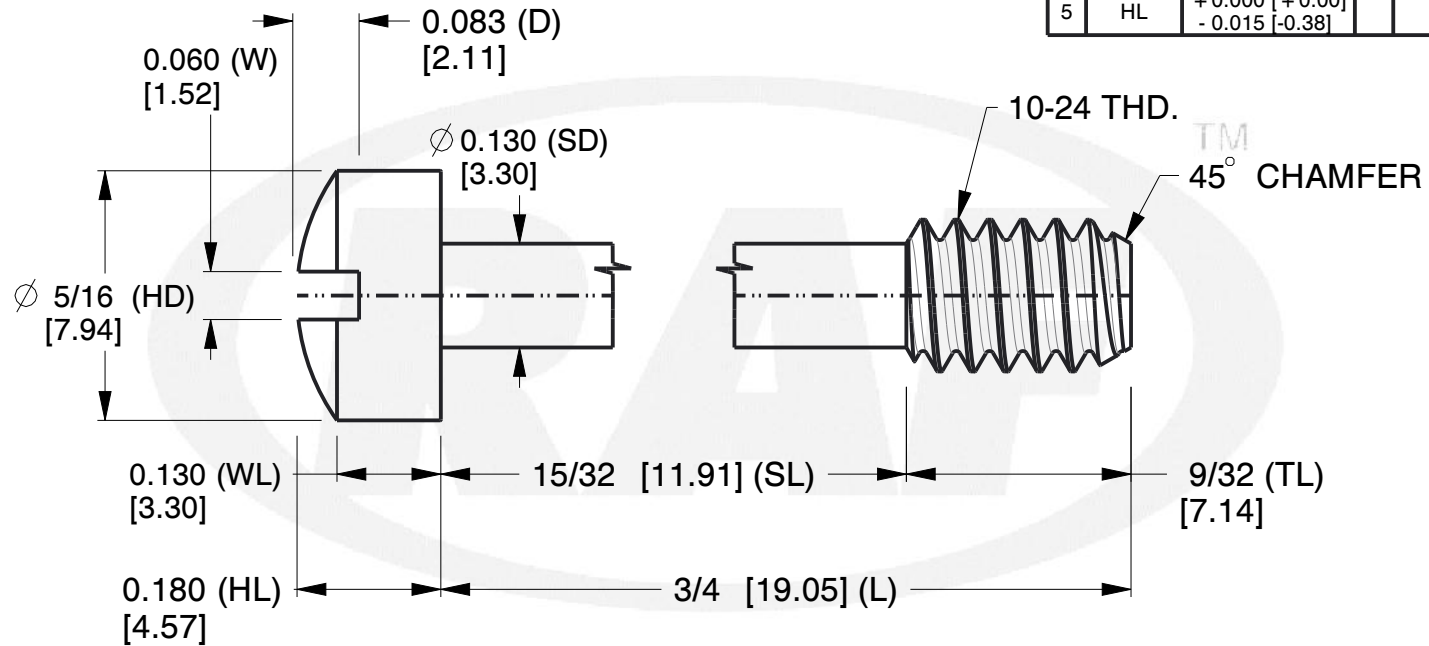 0.083 (D)
[2.11]
0.060 (W)
[1.52]
5 HL + 0.000 [ + 0.00]
- 0.015 [-0.38]
10-24 THD.
TM
∅ 0.130 (SD)
[3.30]
45° CHAMFER
∅ 5/16 (HD)
[7.94]
RAF
0.130 (WL)
[3.30]
15/32 [11.91] (SL)
9/32 (TL)
[7.14]
0.180 (HL)
[4.57]
3/4 [19.05] (L)